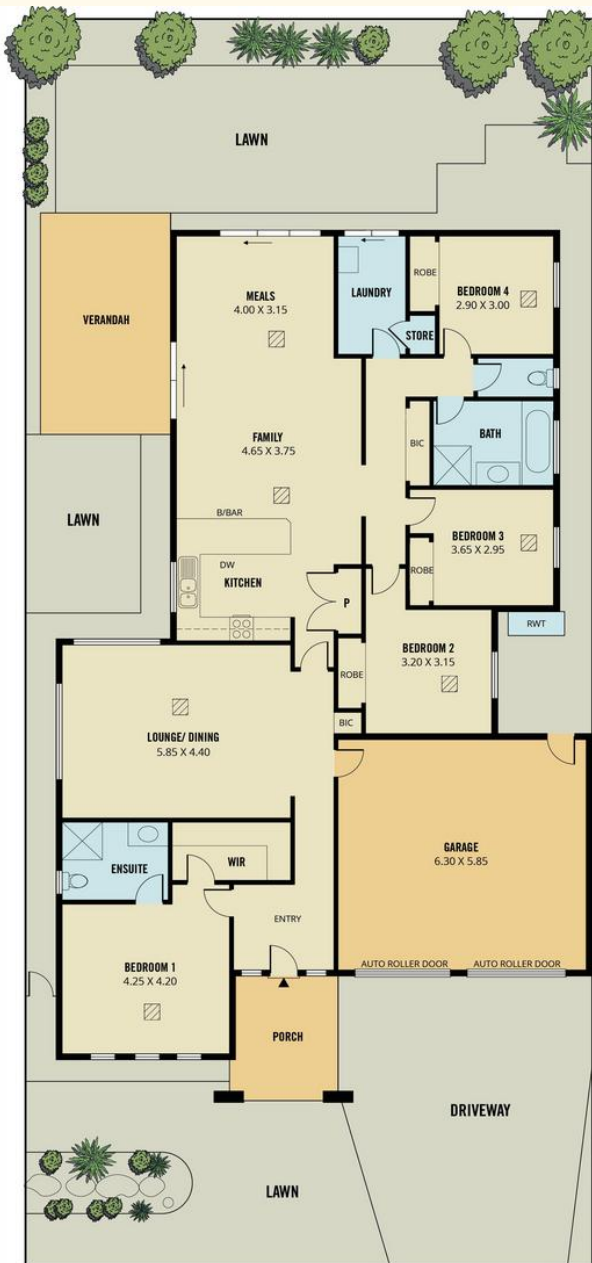 LAWN
ROBE
BEDROOM 4
2.90 X 3.00
MEALS
4.00 X 3.15
LAUNDRY
VERANDAH
STORE
FAMILY
4.65 X 3.75
BIC
BATH
LAWN
B/BAR
BEDROOM 3
3.65 X 2.95
DW
KITCHEN
ROBE
P
RWT
BEDROOM 2
3.20 X 3.15
ROBE
BIC
LOUNGE/ DINING
5.85 X 4.40
GARAGE
6.30 X 5.85
ENSUITE
WIR
ENTRY
AUTO ROLLER DOOR
AUTO ROLLER DOOR
BEDROOM 1
4.25 X 4.20
PORCH
DRIVEWAY
LAWN